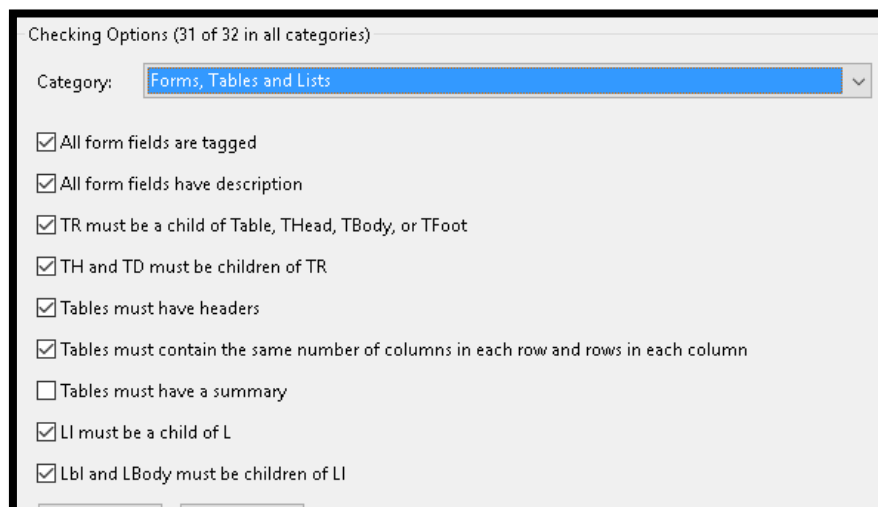 Checking Options (31 of 32 in all categories)
Category: Forms, Tables and Lists
All form fields are tagged
All form fields have description
TR must be a child of Table, THead, TBody, or TFoot
TH and TD must be children of TR
Tables must have headers
Tables must contain the same number of columns in each row and rows in each column
Tables must have a summary
LI must be a child of L
Lbl and LBody must be children of LI